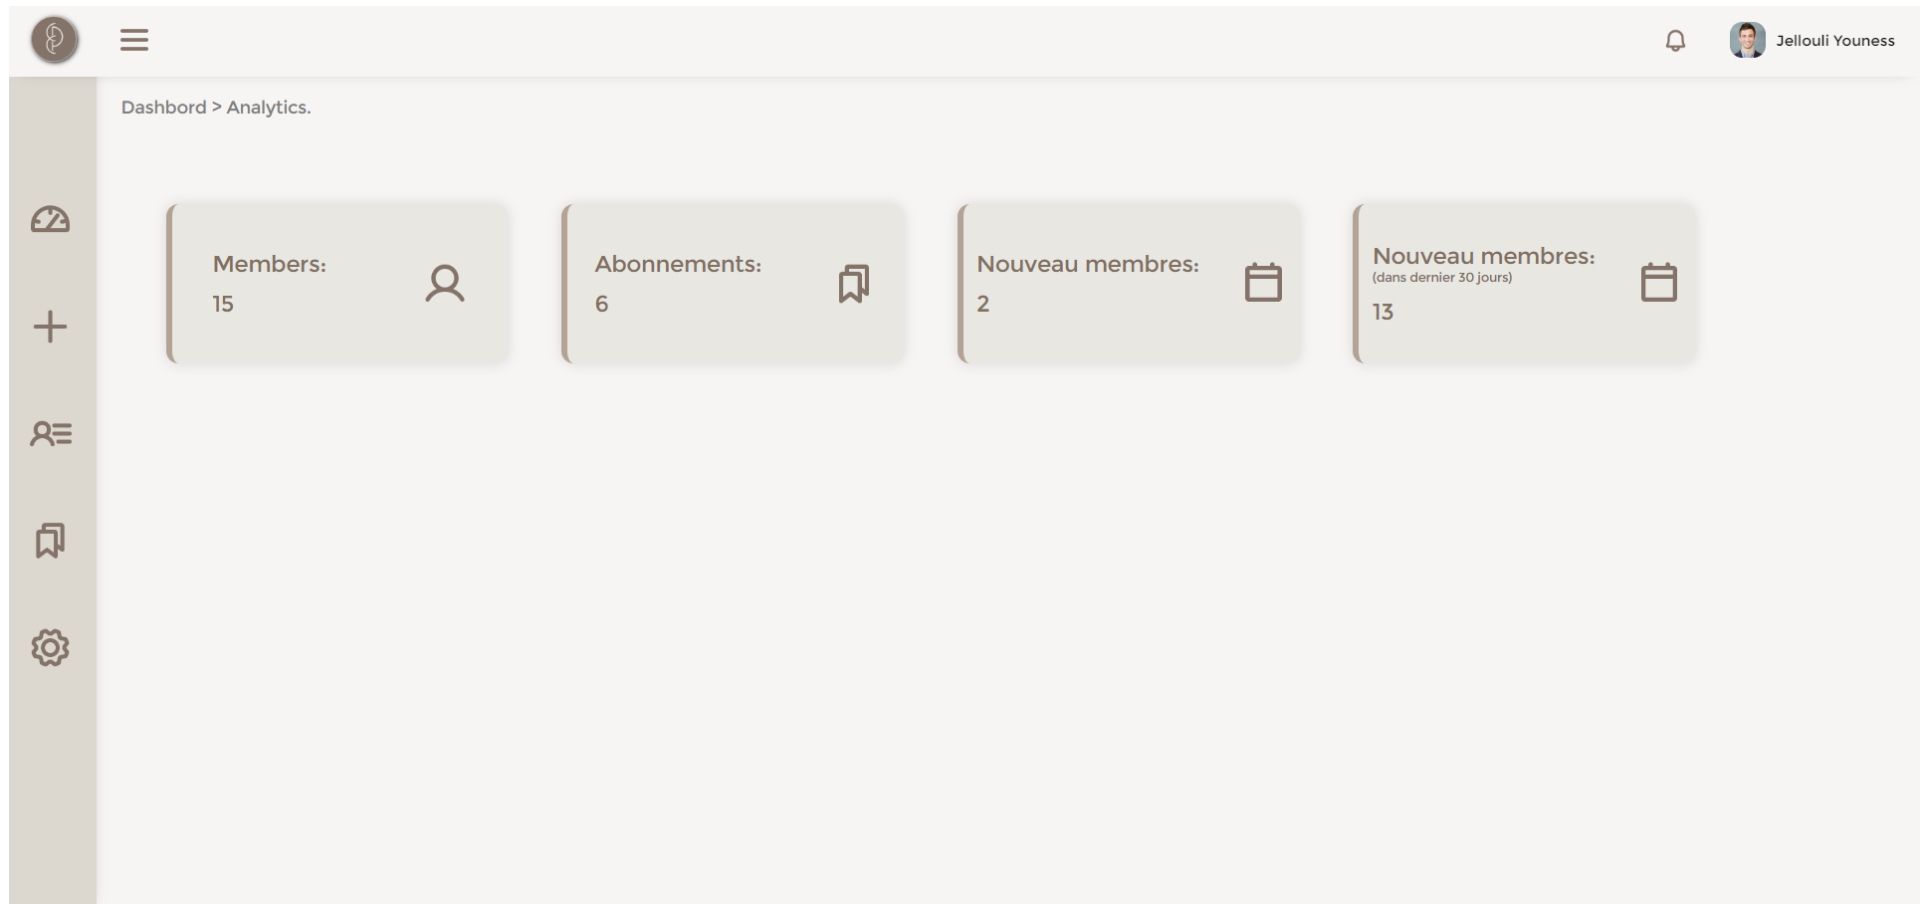 Jellouli Youness
Dashbord > Analytics.
Members:
15
Abonnements:
6
Nouveau membres:
2
Nouveau membres:
(dans dernier 30 jours)
13